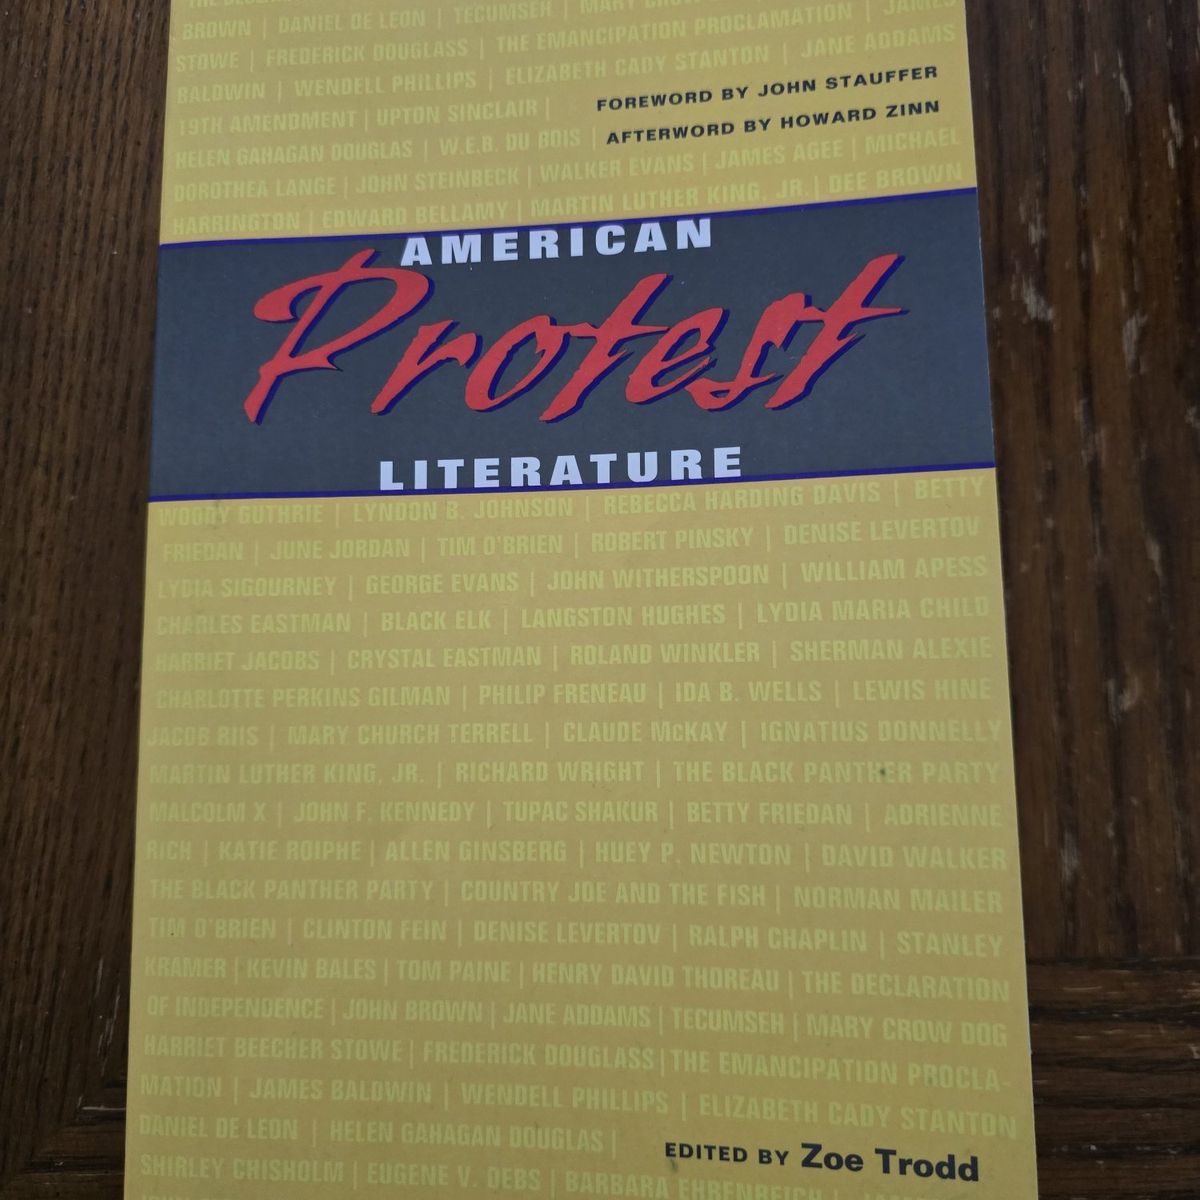 BROWN | DANIEL DE LEON | TECUMSEH |
STOWE | FREDERICK DOUGLASS | THE EMANCIPATION PROCLAMATION | JAMES
BALDWIN | WENDELL PHILLIPS | ELIZABETH CADY STANTON | JANE ADDAMS
19TH AMENDMENT | UPTON SINCLAIR |
FOREWORD BY JOHN STAUFFER
HELEN GAHAGAN DOUGLAS | W.E.B. DU BOIS |
AFTERWORD BY HOWARD ZINN
DOROTHEA LANGE | JOHN STEINBECK | WALKER EVANS | JAMES AGEE | MICHAEL
HARRINGTON | EDWARD BELLAMY | MARTIN LUTHER KING, JR. | DEE BROWN
AMERICAN
Protest
LITERATURE
WOODY GUTHRIE | LYNDON B. JOHNSON | REBECCA HARDING DAVIS | BETTY
FRIEDAN | JUNE JORDAN | TIM O'BRIEN | ROBERT PINSKY | DENISE LEVERTOV
LYDIA SIGOURNEY | GEORGE EVANS | JOHN WITHERSPOON | WILLIAM APESS
CHARLES EASTMAN | BLACK ELK | LANGSTON HUGHES | LYDIA MARIA CHILD
HARRIET JACOBS | CRYSTAL EASTMAN | ROLAND WINKLER | SHERMAN ALEXIE
CHARLOTTE PERKINS GILMAN | PHILIP FRENEAU | IDA B. WELLS | LEWIS HINE
JACOB RIIS | MARY CHURCH TERRELL | CLAUDE McKAY | IGNATIUS DONNELLY
MARTIN LUTHER KING, JR. | RICHARD WRIGHT | THE BLACK PANTHER PARTY
MALCOLM X | JOHN F. KENNEDY | TUPAC SHAKUR | BETTY FRIEDAN | ADRIENNE
RICH | KATIE ROIPHE | ALLEN GINSBERG | HUEY P. NEWTON | DAVID WALKER
THE BLACK PANTHER PARTY | COUNTRY JOE AND THE FISH | NORMAN MAILER
TIM O'BRIEN | CLINTON FEIN | DENISE LEVERTOV | RALPH CHAPLIN | STANLEY
KRAMER | KEVIN BALES | TOM PAINE | HENRY DAVID THOREAU | THE DECLARATION
OF INDEPENDENCE | JOHN BROWN | JANE ADDAMS | TECUMSEH | MARY CROW DOG
HARRIET BEECHER STOWE | FREDERICK DOUGLASS | THE EMANCIPATION PROCLA-
MATION | JAMES BALDWIN | WENDELL PHILLIPS | ELIZABETH CADY STANTON
DANIEL DE LEON | HELEN GAHAGAN DOUGLAS |
EDITED BY Zoe Trodd
SHIRLEY CHISHOLM | EUGENE V. DEBS | BARBARA EHRENREICH |